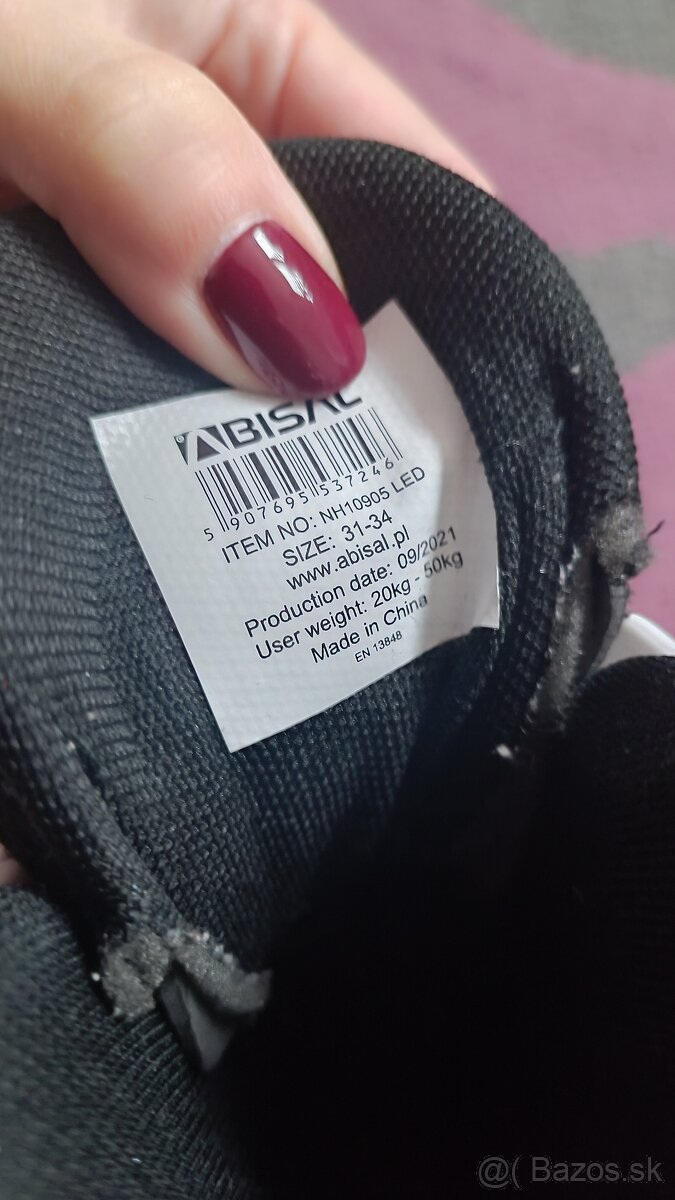 ABISAL
5 907695 537246
ITEM NO: NH10905 LED
SIZE: 31-34
www.abisal.pl
Production date: 09/2021
User weight: 20kg - 50kg
Made in China
EN 13848
@( Bazos.sk